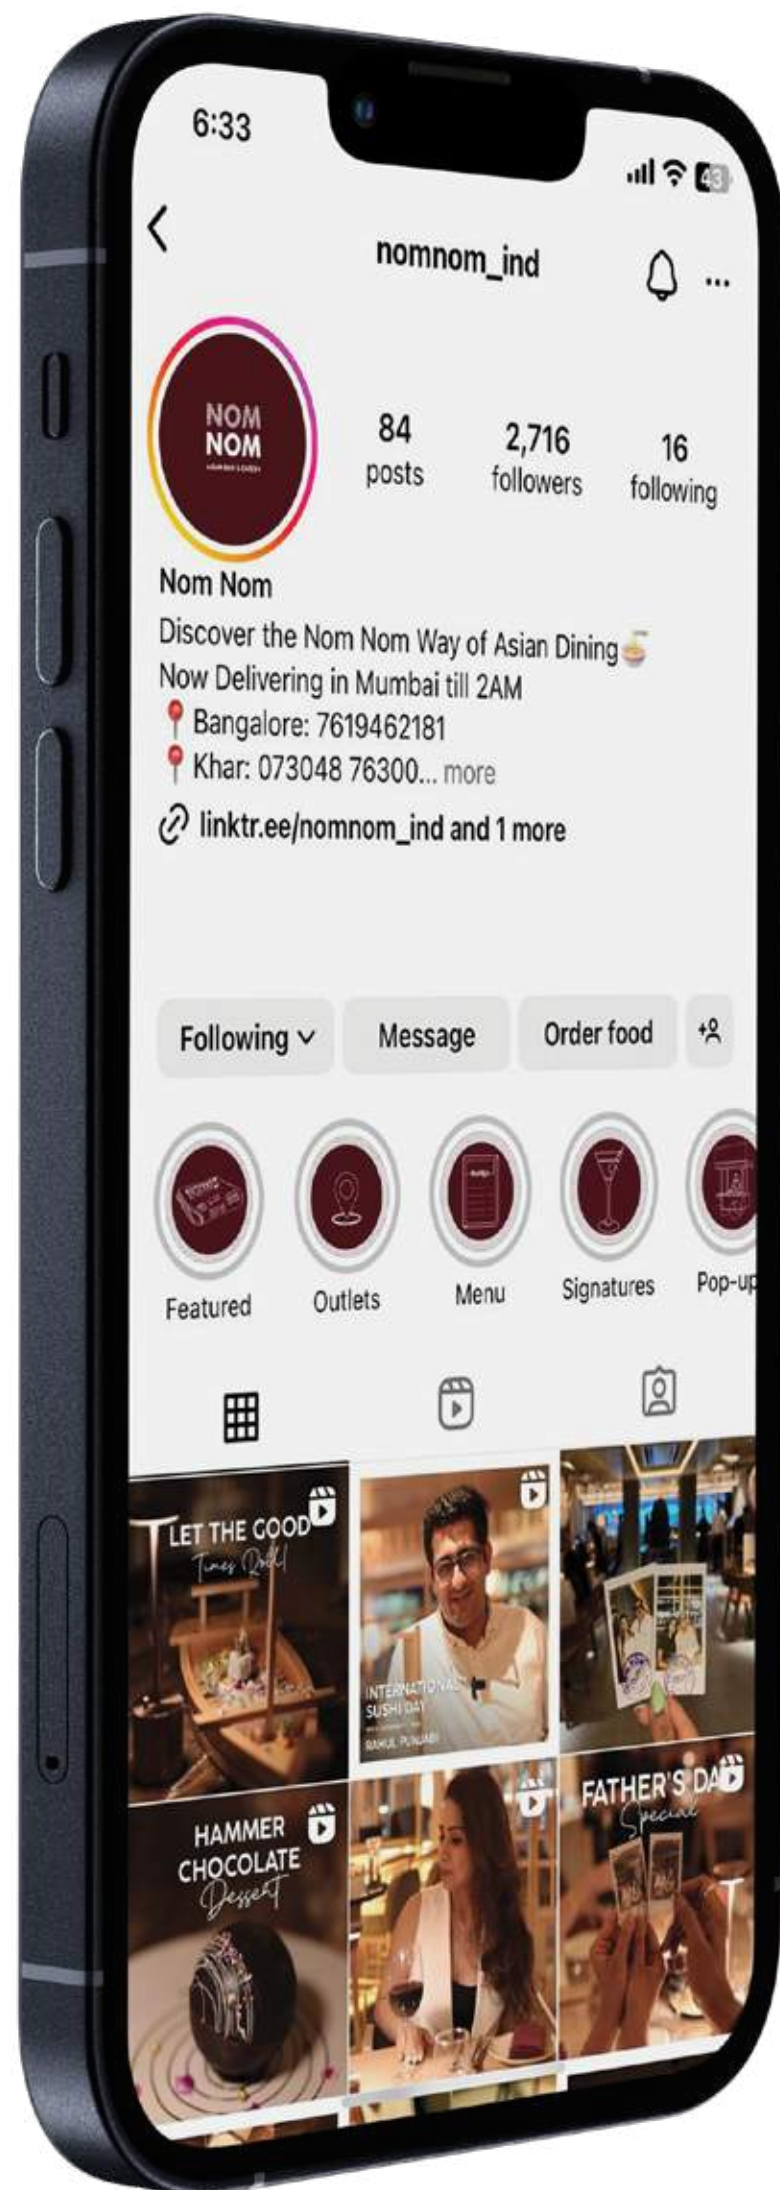 6:33
43
nomnom_ind
...
NOM
NOM
84
posts
2,716
followers
16
following
Nom Nom
Discover the Nom Nom Way of Asian Dining
Now Delivering in Mumbai till 2AM
Bangalore: 7619462181
Khar: 073048 76300... more
linktr.ee/nomnom_ind and 1 more
Following
Message
Order food
Featured
Outlets
Menu
Signatures
Pop-up
LET THE GOOD
Times Roll!
INTERNATIONAL
SUSHI DAY
RAHUL PUNJABI
HAMMER
CHOCOLATE
Dessert
FATHER'S DA
Special